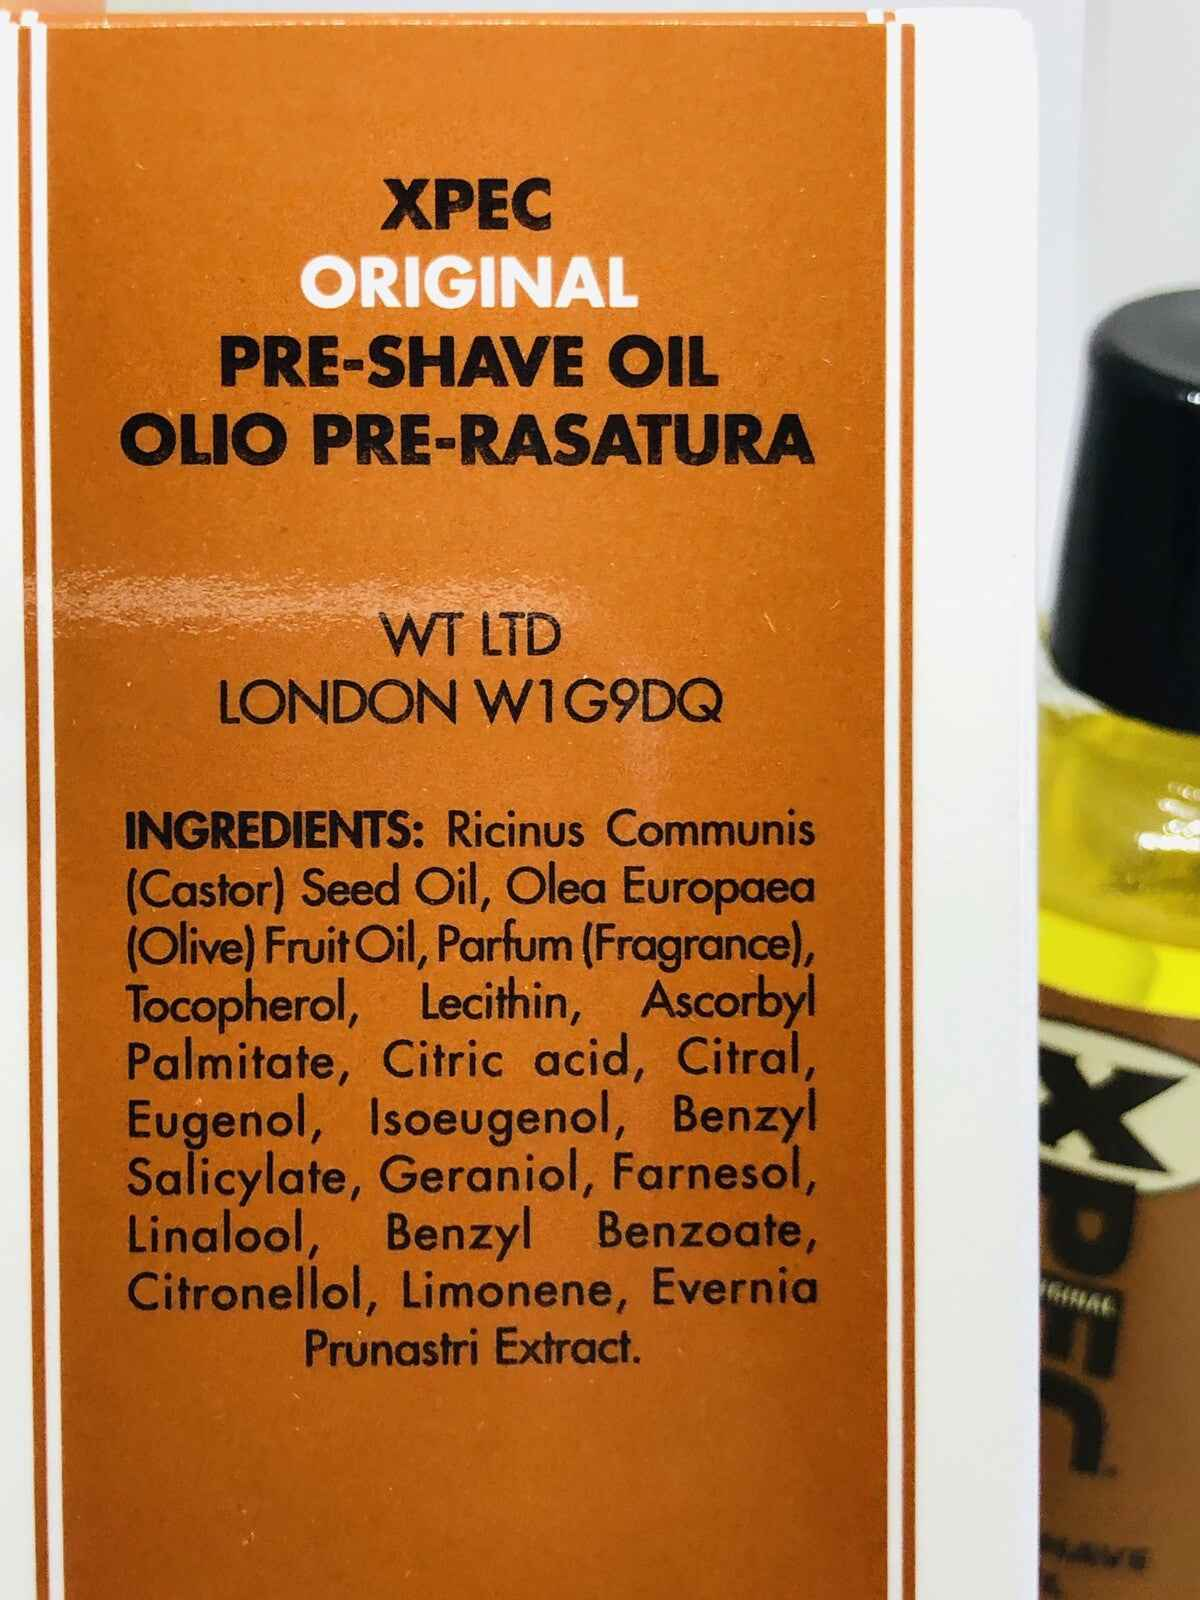 XPEC
ORIGINAL
PRE-SHAVE OIL
OLIO PRE-RASATURA
WT LTD
LONDON W1G9DQ
INGREDIENTS: Ricinus Communis
(Castor) Seed Oil, Olea Europaea
(Olive) Fruit Oil, Parfum (Fragrance),
Tocopherol, Lecithin, Ascorbyl
Palmitate, Citric acid, Citral,
Eugenol, Isoeugenol, Benzyl
Salicylate, Geraniol, Farnesol,
Linalool, Benzyl Benzoate,
Citronellol, Limonene, Evernia
Prunastri Extract.
XPEC